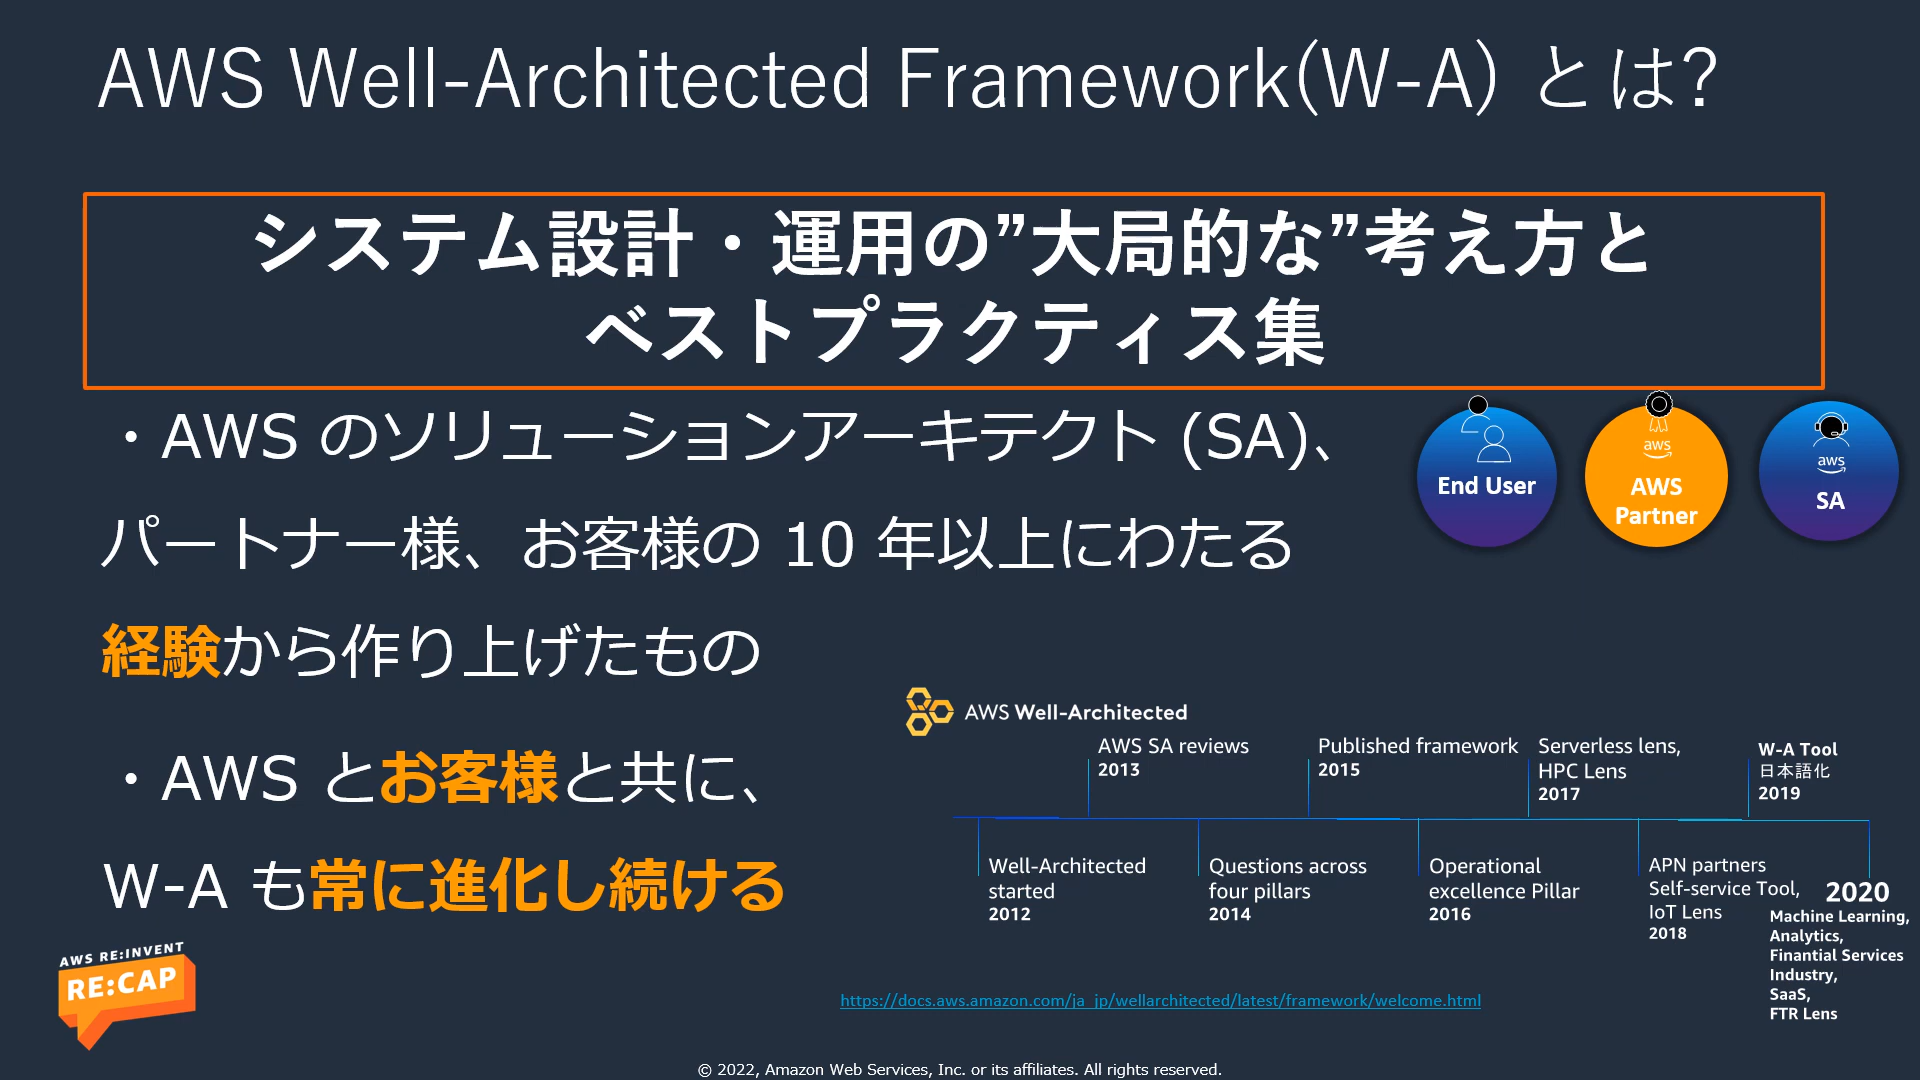 AWS Well-Architected Framework(W-A) とは?
システム設計・運用の”大局的な”考え方と
ベストプラクティス集
・AWS のソリューションアーキテクト (SA)、
パートナー様、お客様の 10 年以上にわたる
経験から作り上げたもの
・AWS とお客様と共に、
W-A も常に進化し続ける
End User
aws
AWS
Partner
aws
SA
AWS Well-Architected
AWS SA reviews
2013
Published framework
2015
Serverless lens,
HPC Lens
2017
W-A Tool
日本語化
2019
Well-Architected
started
2012
Questions across
four pillars
2014
Operational
excellence Pillar
2016
APN partners
Self-service Tool,
IoT Lens
2018
2020
Machine Learning,
Analytics,
Finantial Services
Industry,
SaaS,
FTR Lens
AWS RE:INVENT
RE:CAP
https://docs.aws.amazon.com/ja_jp/wellarchitected/latest/framework/welcome.html
© 2022, Amazon Web Services, Inc. or its affiliates. All rights reserved.